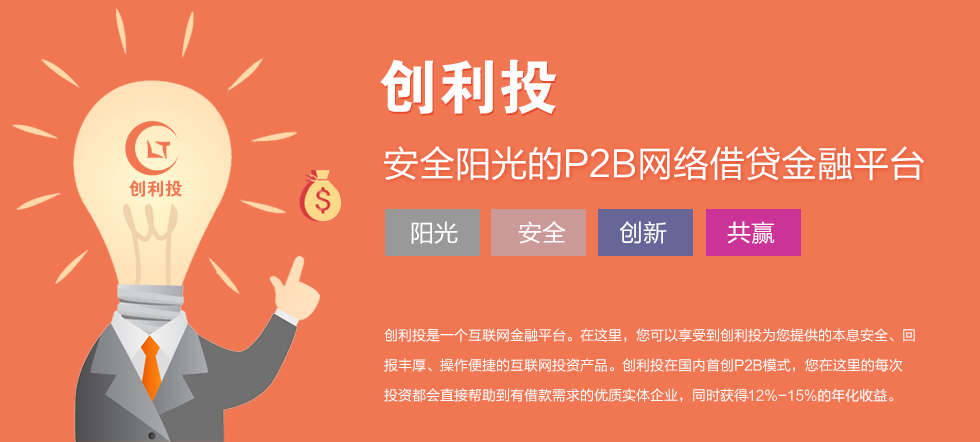 创利投
创利投
安全阳光的P2B网络借贷金融平台
阳光 安全 创新 共赢
创利投是一个互联网金融平台。在这里，您可以享受到创利投为您提供的本息安全、回
报丰厚、操作便捷的互联网投资产品。创利投在国内首创P2B模式，您在这里的每次
投资都会直接帮助到有借款需求的优质实体企业，同时获得12%-15%的年化收益。